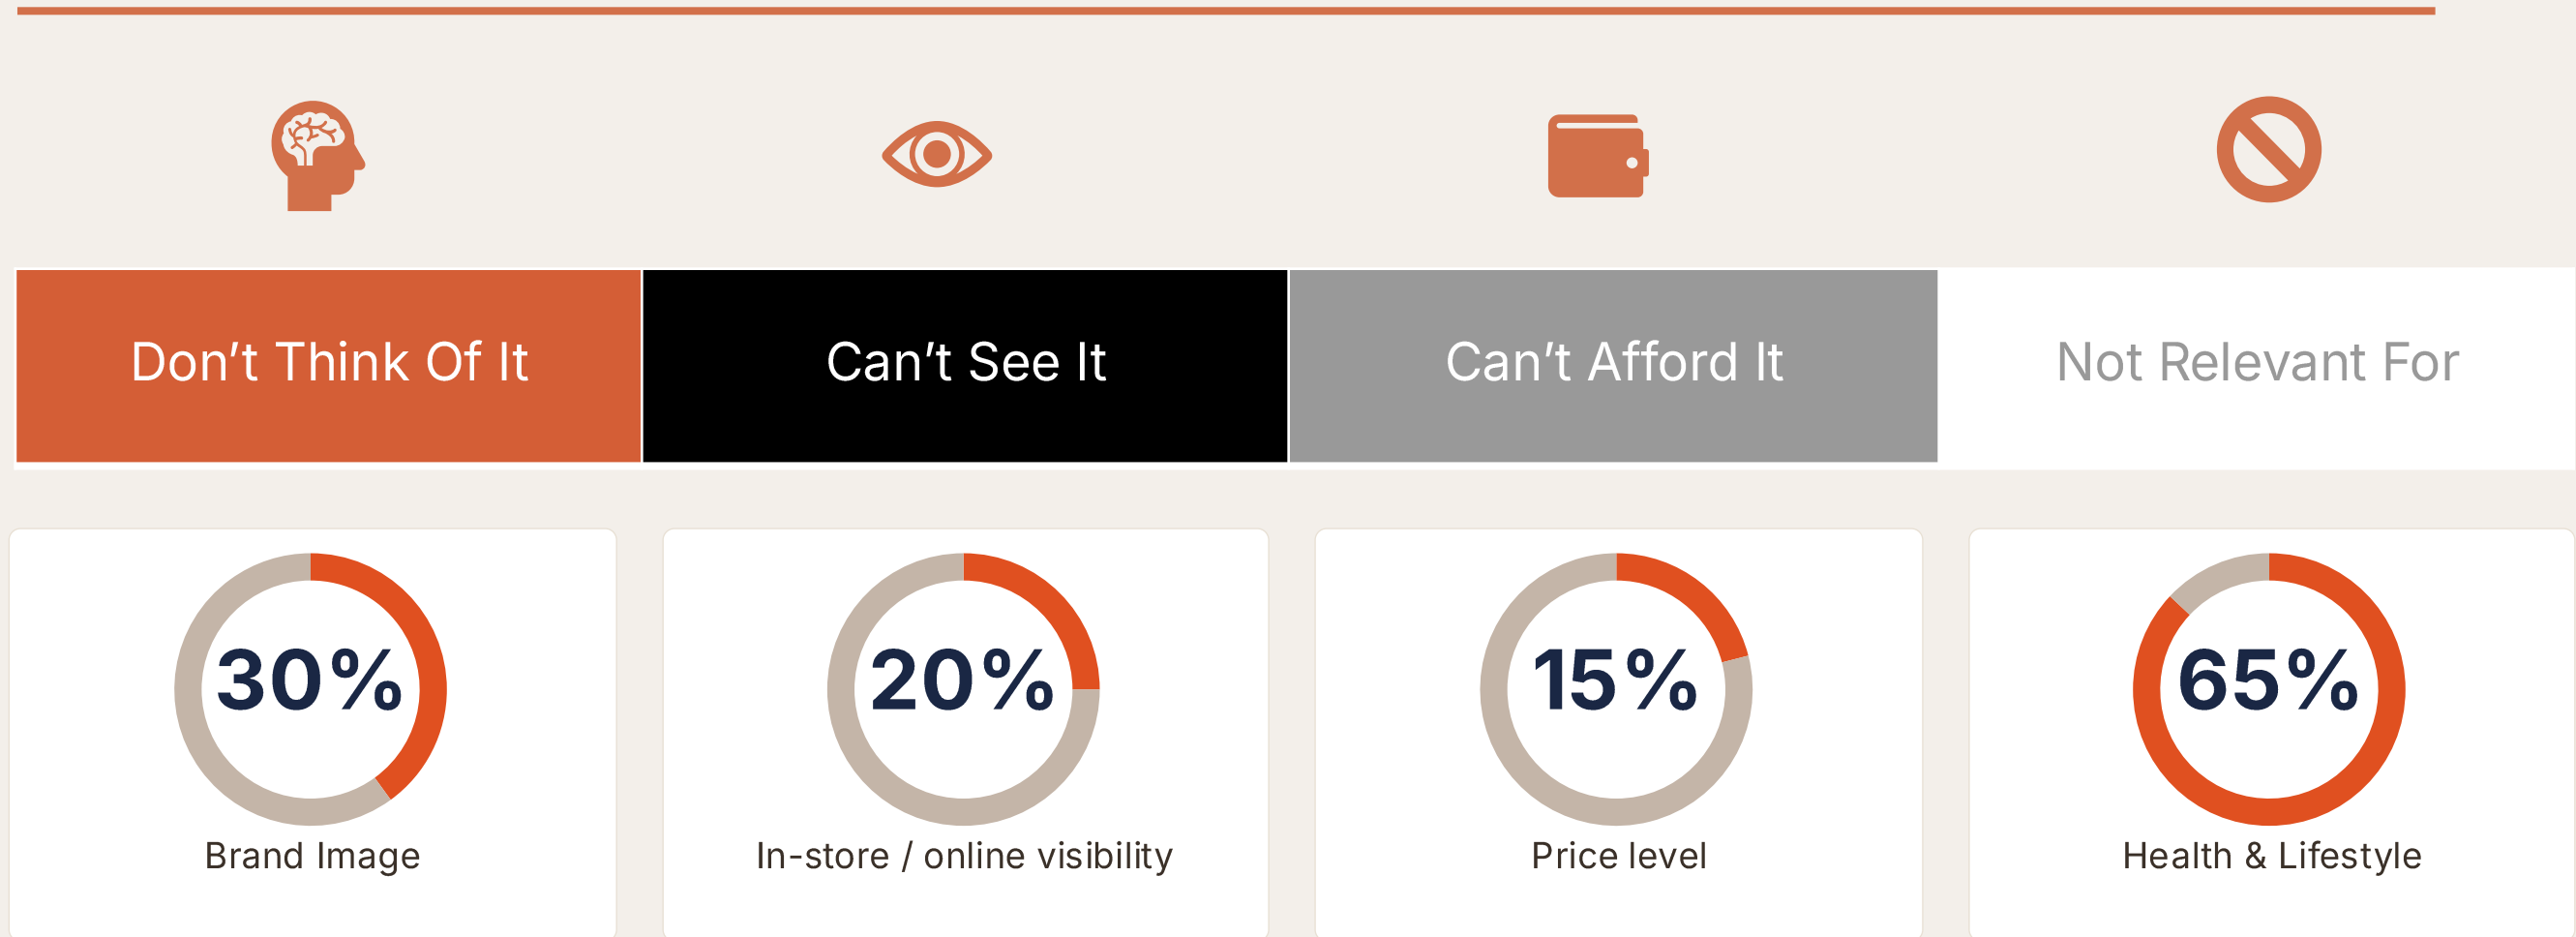 Don’t Think Of It
Can’t See It
Can’t Afford It
Not Relevant For
30%
20%
15%
65%
Brand Image
In-store / online visibility
Price level
Health & Lifestyle